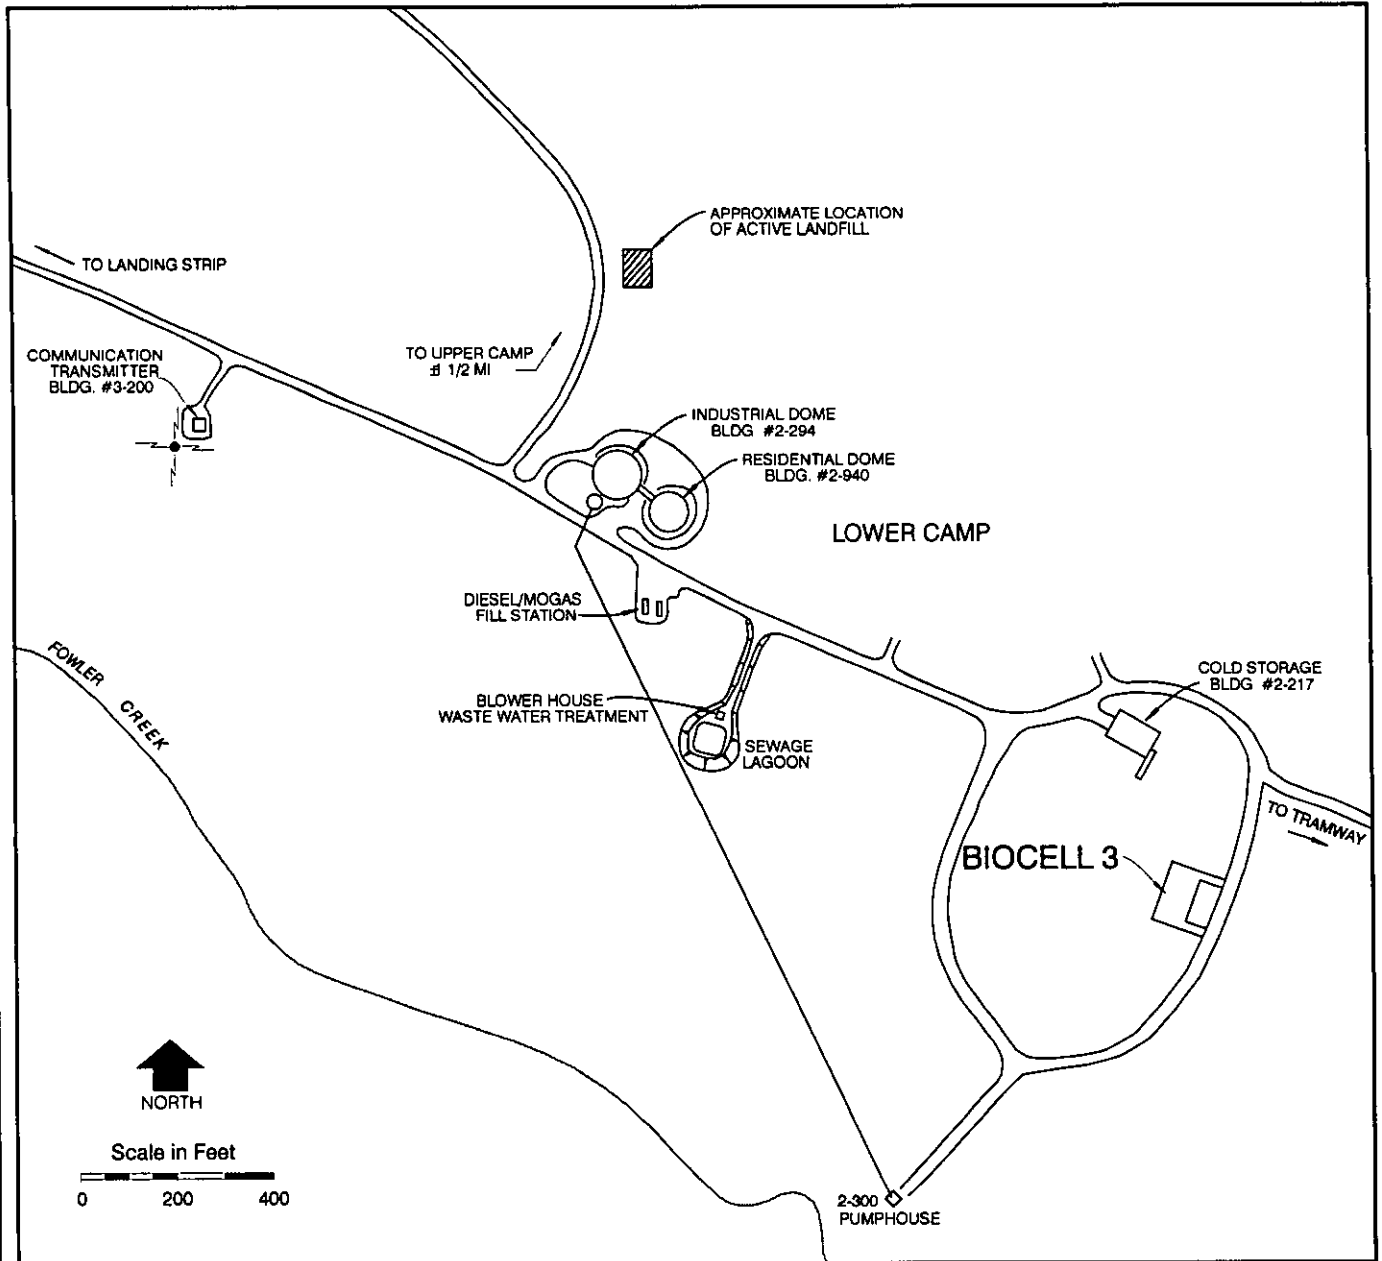 APPROXIMATE LOCATION
OF ACTIVE LANDFILL
TO LANDING STRIP
COMMUNICATION
TRANSMITTER
BLDG. #3-200
TO UPPER CAMP
1/2 MI
INDUSTRIAL DOME
BLDG #2-294
RESIDENTIAL DOME
BLDG. #2-940
LOWER CAMP
DIESEL/MOGAS
FILL STATION
FOWLER
CREEK
BLOWER HOUSE
WASTE WATER TREATMENT
SEWAGE
LAGOON
COLD STORAGE
BLDG #2-217
TO TRAMWAY
BIOCELL 3
NORTH
Scale in Feet
0 200 400
2-300
PUMPHOUSE